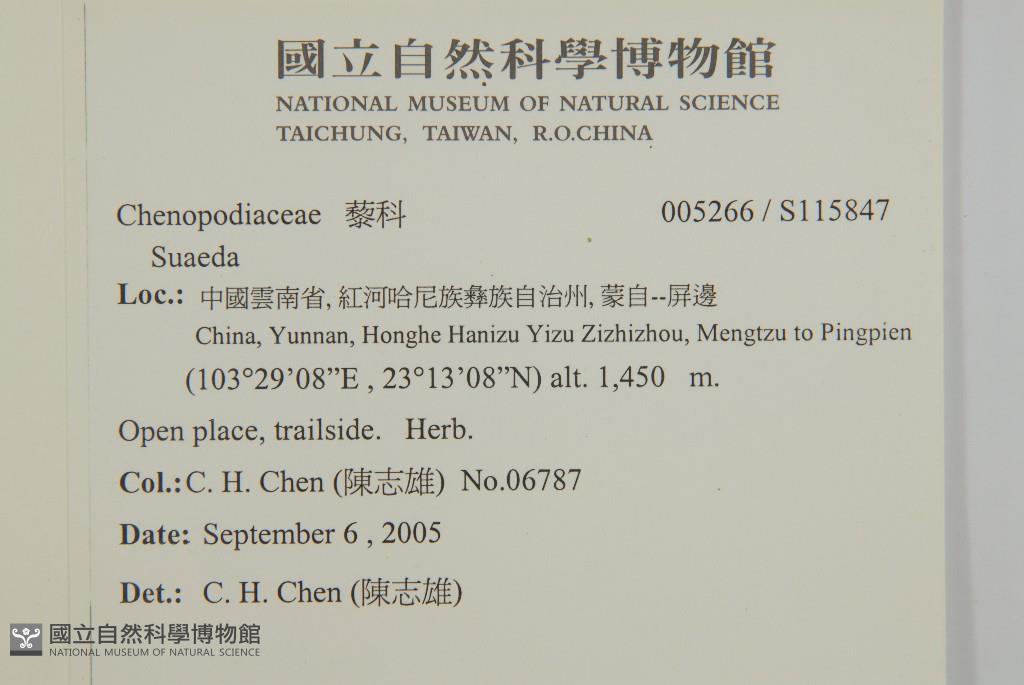 國立自然科學博物館
NATIONAL MUSEUM OF NATURAL SCIENCE
TAICHUNG, TAIWAN, R.O.CHINA
Chenopodiaceae 藜科 005266 / S115847
Suaeda
Loc.: 中國雲南省, 紅河哈尼族彝族自治州, 蒙自--屏邊
China, Yunnan, Honghe Hanizu Yizu Zizhizhou, Mengtzu to Pingpien
(103°29’08”E , 23°13’08”N) alt. 1,450 m.
Open place, trailside. Herb.
Col.: C. H. Chen (陳志雄) No.06787
Date: September 6 , 2005
Det.: C. H. Chen (陳志雄)
國立自然科學博物館
NATIONAL MUSEUM OF NATURAL SCIENCE